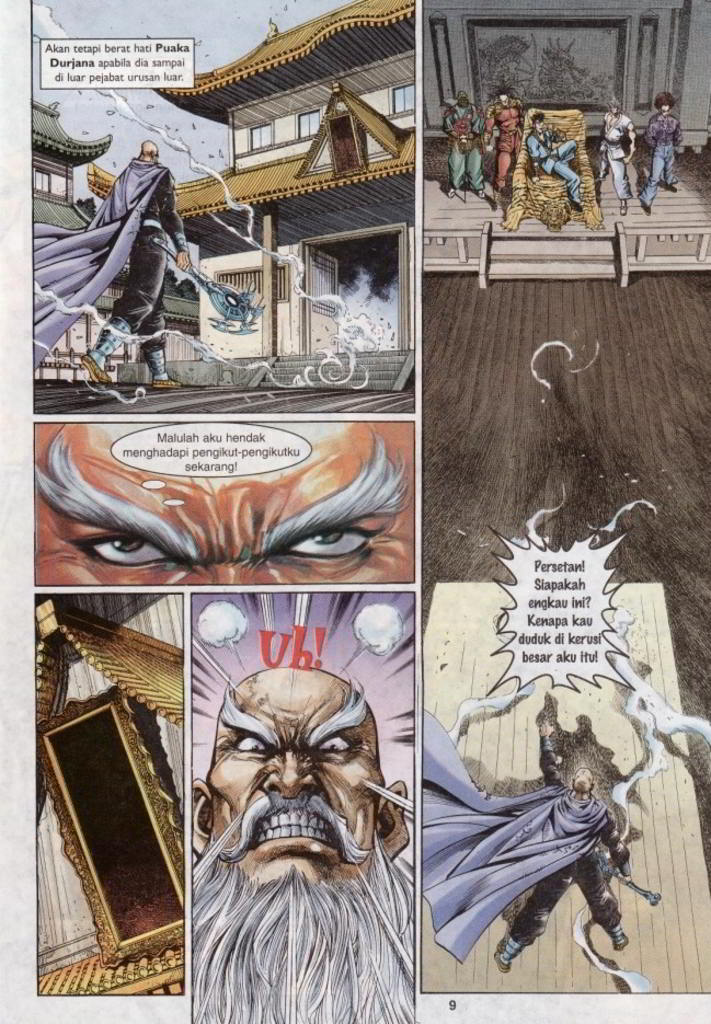 Akan tetapi berat hati Puaka
Durjana apabila dia sampai
di luar pejabat urusan luar.
Malulah aku hendak
menghadapi pengikut-pengikutku
sekarang!
Uh!
Persetan!
Siapakah
engkau ini?
Kenapa kau
duduk di kerusi
besar aku itu!
9